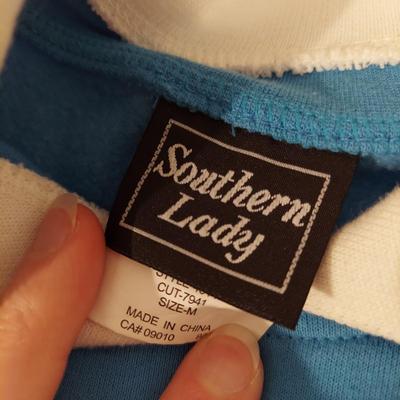 Southern
Lady
CUT-7941
SIZE-M
MADE IN CHINA
CA# 09010